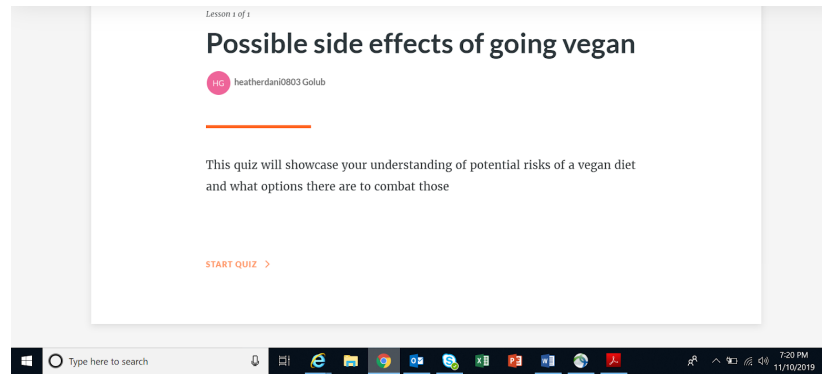 Lesson 1 of 1
Possible side effects of going vegan
HG heatherdani0803 Golub
This quiz will showcase your understanding of potential risks of a vegan diet
and what options there are to combat those
START QUIZ
Type here to search
7:20 PM
11/10/2019